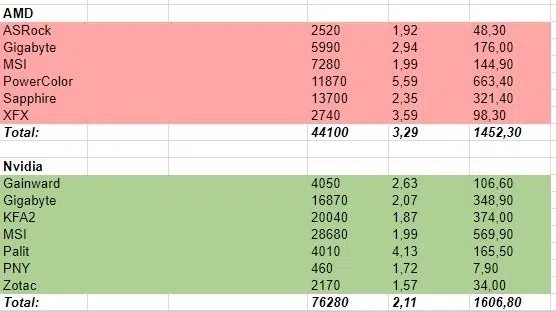 AMD
ASRock 2520 1,92 48,30
Gigabyte 5990 2,94 176,00
MSI 7280 1,99 144,90
PowerColor 11870 5,59 663,40
Sapphire 13700 2,35 321,40
XFX 2740 3,59 98,30
Total: 44100 3,29 1452,30
Nvidia
Gainward 4050 2,63 106,60
Gigabyte 16870 2,07 348,90
KFA2 20040 1,87 374,00
MSI 28680 1,99 569,90
Palit 4010 4,13 165,50
PNY 460 1,72 7,90
Zotac 2170 1,57 34,00
Total: 76280 2,11 1606,80